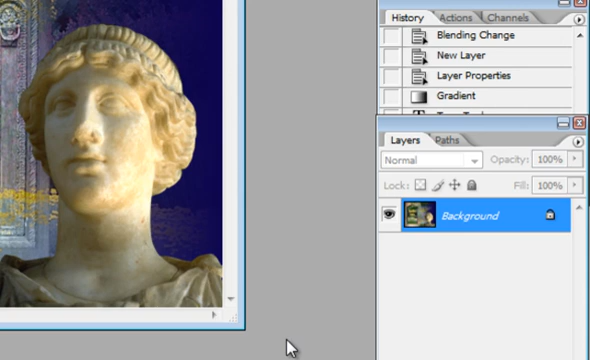 History Actions Channels
Blending Change
New Layer
Layer Properties
Gradient
Layers Paths
Normal Opacity: 100%
Lock: Fill: 100%
Background